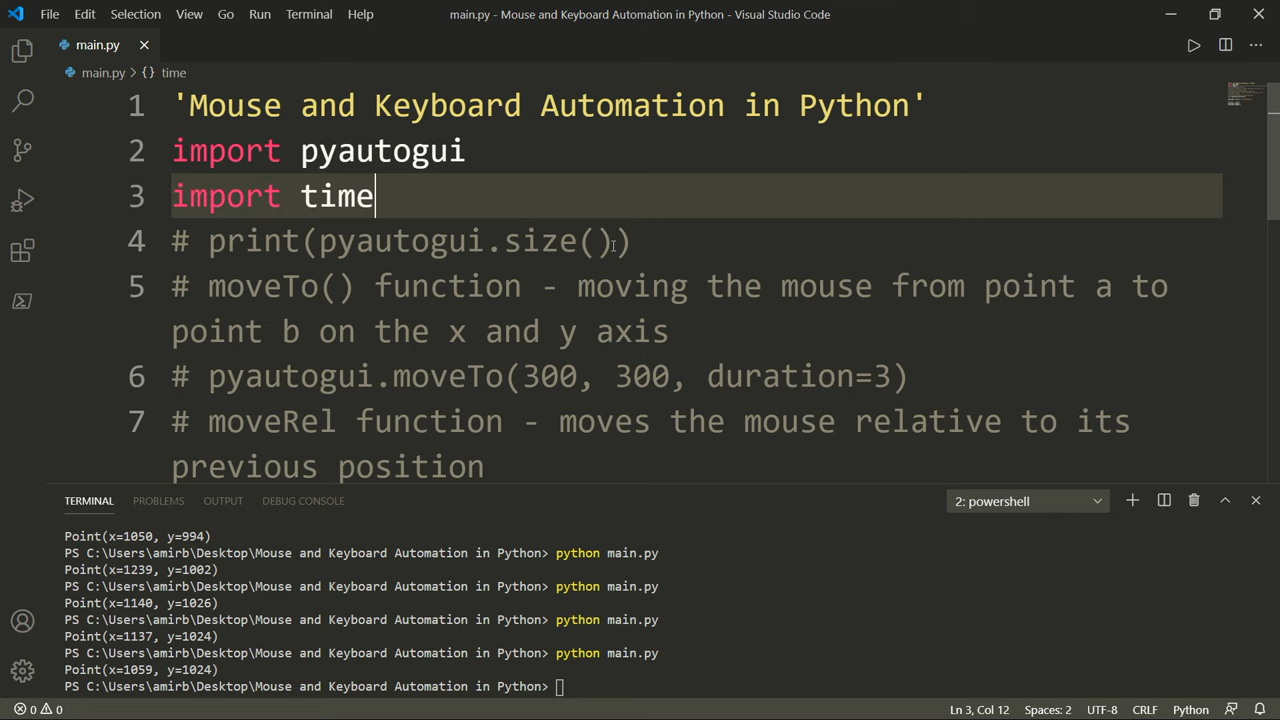 File Edit Selection View Go Run Terminal Help main.py - Mouse and Keyboard Automation in Python - Visual Studio Code
main.py
main.py > {} time
1 'Mouse and Keyboard Automation in Python'
2 import pyautogui
3 import time
4 # print(pyautogui.size())
5 # moveTo() function - moving the mouse from point a to
point b on the x and y axis
6 # pyautogui.moveTo(300, 300, duration=3)
7 # moveRel function - moves the mouse relative to its
previous position
TERMINAL PROBLEMS OUTPUT DEBUG CONSOLE 2: powershell
Point(x=1050, y=994)
PS C:\Users\amirb\Desktop\Mouse and Keyboard Automation in Python> python main.py
Point(x=1239, y=1002)
PS C:\Users\amirb\Desktop\Mouse and Keyboard Automation in Python> python main.py
Point(x=1140, y=1026)
PS C:\Users\amirb\Desktop\Mouse and Keyboard Automation in Python> python main.py
Point(x=1137, y=1024)
PS C:\Users\amirb\Desktop\Mouse and Keyboard Automation in Python> python main.py
Point(x=1059, y=1024)
PS C:\Users\amirb\Desktop\Mouse and Keyboard Automation in Python>
0 0 Ln 3, Col 12 Spaces: 2 UTF-8 CRLF Python